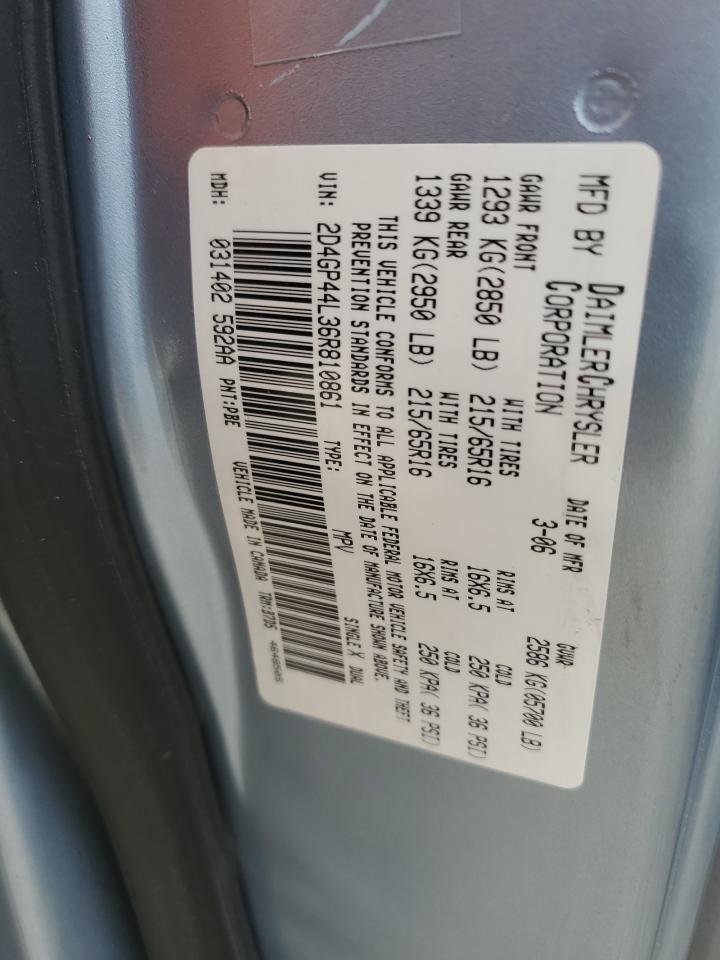 MFD BY DAIMLERCHRYSLER CORPORATION
DATE OF MFR 3-06
GVWR 2586 KG(05700 LB)
GAWR FRONT WITH TIRES RIMS AT COLD
1293 KG(2850 LB) 215/65R16 16X6.5 250 KPA( 36 PSI)
GAWR REAR WITH TIRES RIMS AT COLD
1339 KG(2950 LB) 215/65R16 16X6.5 250 KPA( 36 PSI)
THIS VEHICLE CONFORMS TO ALL APPLICABLE FEDERAL MOTOR VEHICLE SAFETY AND THEFT
PREVENTION STANDARDS IN EFFECT ON THE DATE OF MANUFACTURE SHOWN ABOVE.
VIN: 2D4GP44L36R810861 TYPE: MPV SINGLE X DUAL
MDH: 031402 592AA PNT:PBE VEHICLE MADE IN CANADA TRM: